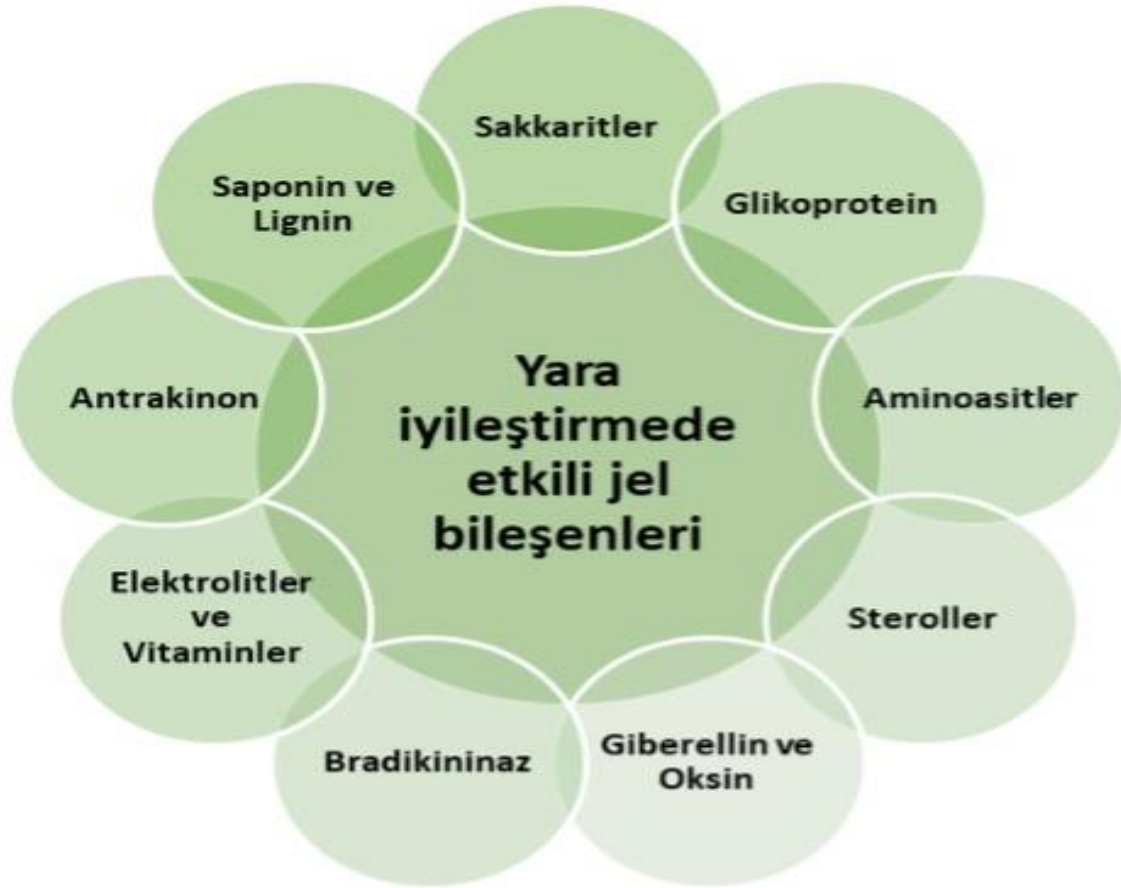 Sakkaritler
Glikoprotein
Aminoasitler
Steroller
Giberellin ve
Oksin
Bradikininaz
Elektrolitler
ve
Vitaminler
Antrakinon
Saponin ve
Lignin
Yara
iyileştirmede
etkili jel
bileşenleri